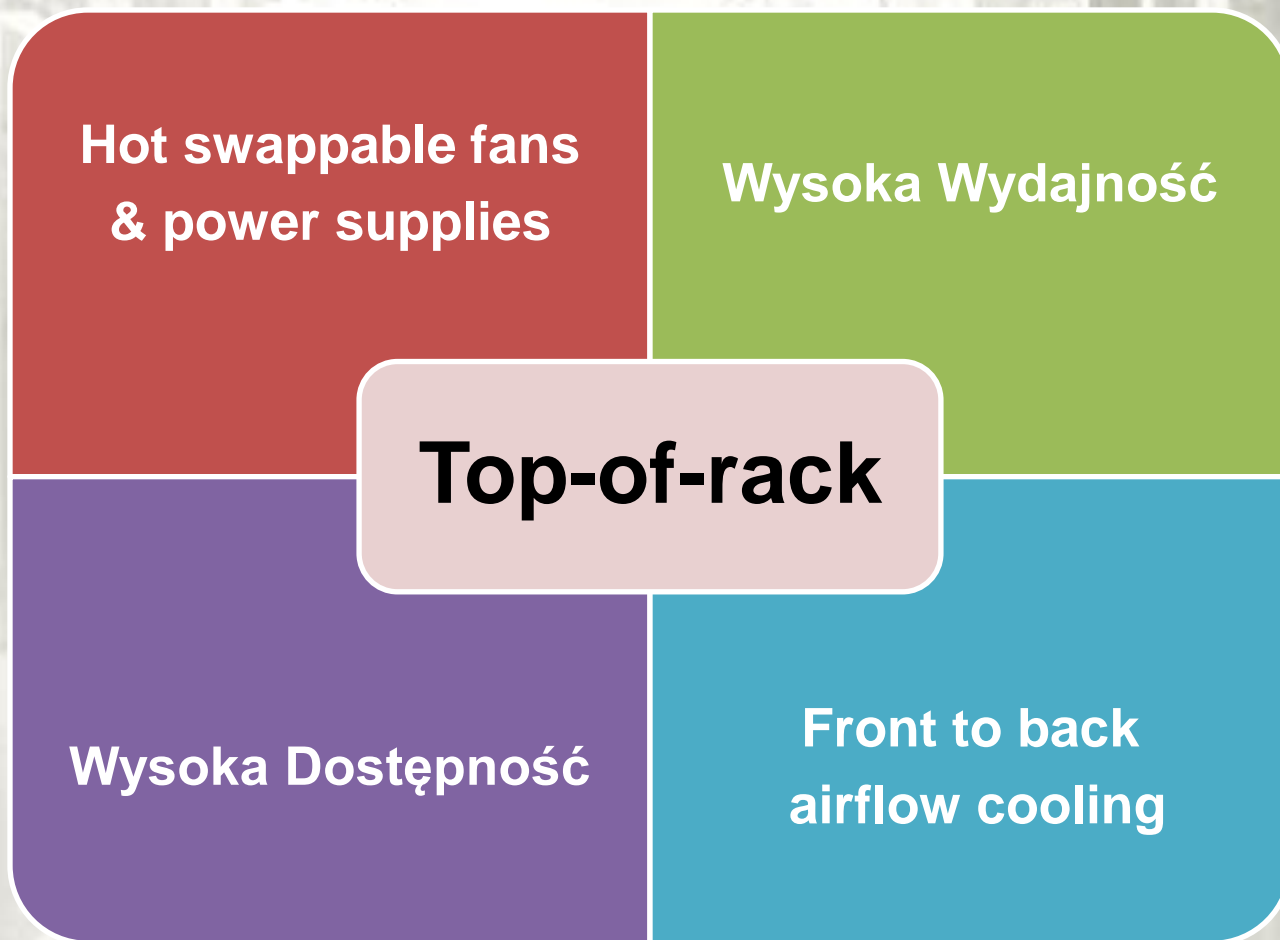 Hot swappable fans
& power supplies
Wysoka Wydajność
Top-of-rack
Wysoka Dostępność
Front to back
airflow cooling